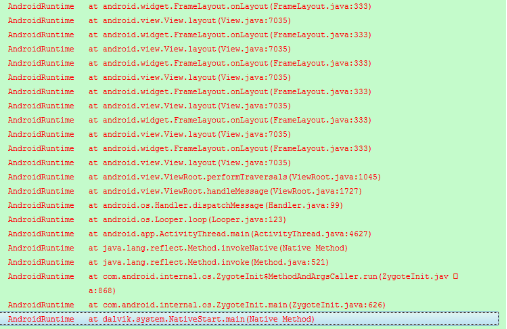 AndroidRuntime at android.widget.FrameLayout.onLayout(FrameLayout.java:333)
AndroidRuntime at android.view.View.layout(View.java:7035)
AndroidRuntime at android.widget.FrameLayout.onLayout(FrameLayout.java:333)
AndroidRuntime at android.view.View.layout(View.java:7035)
AndroidRuntime at android.widget.FrameLayout.onLayout(FrameLayout.java:333)
AndroidRuntime at android.view.View.layout(View.java:7035)
AndroidRuntime at android.widget.FrameLayout.onLayout(FrameLayout.java:333)
AndroidRuntime at android.view.View.layout(View.java:7035)
AndroidRuntime at android.widget.FrameLayout.onLayout(FrameLayout.java:333)
AndroidRuntime at android.view.View.layout(View.java:7035)
AndroidRuntime at android.widget.FrameLayout.onLayout(FrameLayout.java:333)
AndroidRuntime at android.view.View.layout(View.java:7035)
AndroidRuntime at android.view.ViewRoot.performTraversals(ViewRoot.java:1045)
AndroidRuntime at android.view.ViewRoot.handleMessage(ViewRoot.java:1727)
AndroidRuntime at android.os.Handler.dispatchMessage(Handler.java:99)
AndroidRuntime at android.os.Looper.loop(Looper.java:123)
AndroidRuntime at android.app.ActivityThread.main(ActivityThread.java:4627)
AndroidRuntime at java.lang.reflect.Method.invokeNative(Native Method)
AndroidRuntime at java.lang.reflect.Method.invoke(Method.java:521)
AndroidRuntime at com.android.internal.os.ZygoteInit$MethodAndArgsCaller.run(ZygoteInit.jav
a:868)
AndroidRuntime at com.android.internal.os.ZygoteInit.main(ZygoteInit.java:626)
AndroidRuntime at dalvik.system.NativeStart.main(Native Method)